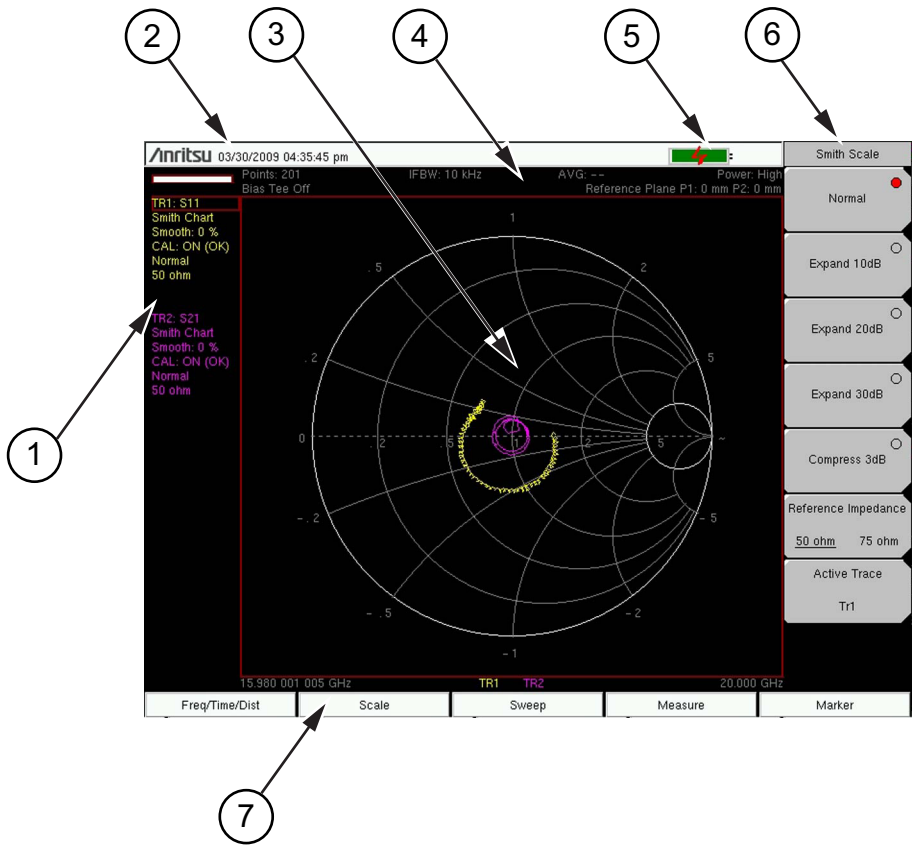 2
3
4
5
6
Anritsu 03/30/2009 04:35:45 pm
Smith Scale
Points: 201 IFBW: 10 kHz AVG: -- Power: High
Bias Tee Off Reference Plane P1: 0 mm P2: 0 mm
TR1: S11
Smith Chart
Smooth: 0 %
CAL: ON (OK)
Normal
50 ohm
TR2: S21
Smith Chart
Smooth: 0 %
CAL: ON (OK)
Normal
50 ohm
1
1
.5 2
.2 5
0 .2 .5 1 2 5 ~
-.2 -5
-.5 -2
-1
Normal
Expand 10dB
Expand 20dB
Expand 30dB
Compress 3dB
Reference Impedance
50 ohm 75 ohm
Active Trace
Tr1
15.980 001 005 GHz TR1 TR2 20.000 GHz
Freq/Time/Dist Scale Sweep Measure Marker
7